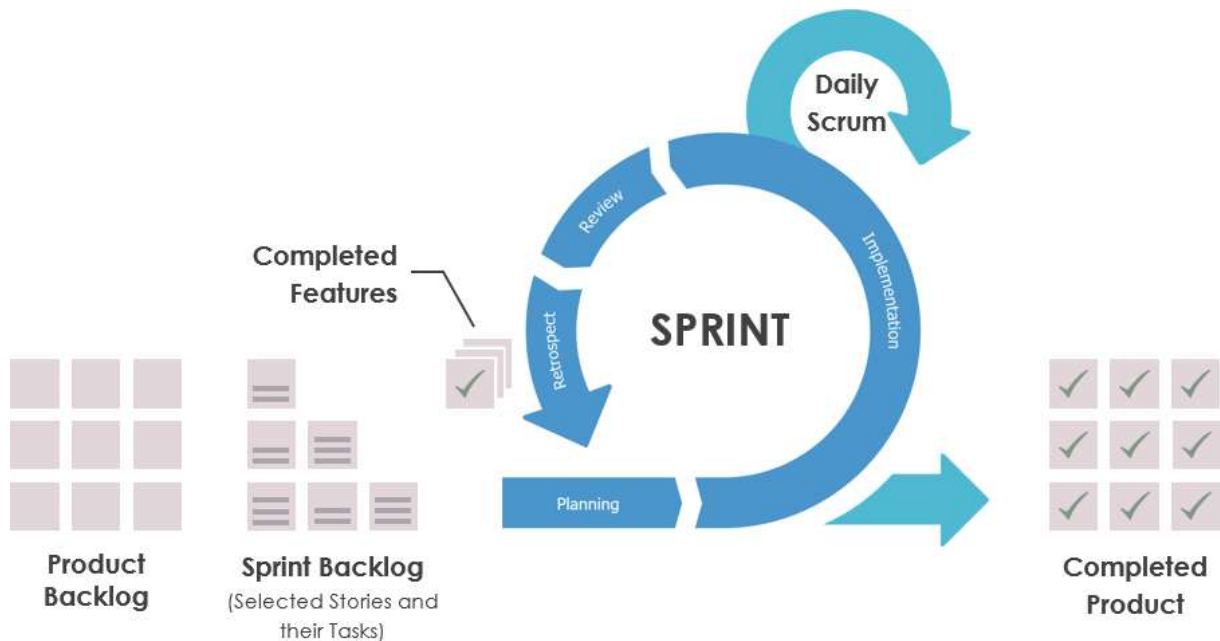 Daily
Scrum
Review
Implementation
Completed
Features
SPRINT
Retrospect
Planning
Product
Backlog
Sprint Backlog
(Selected Stories and
their Tasks)
Completed
Product